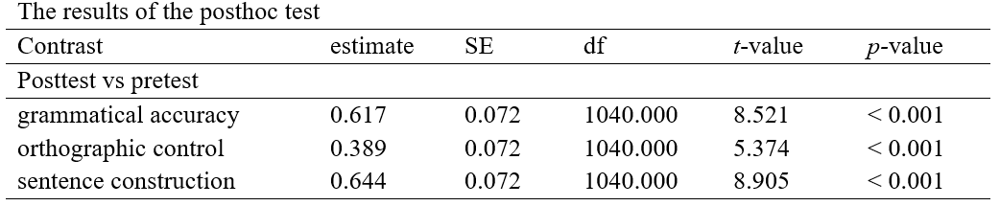 The results of the posthoc test
Contrast estimate SE df t-value p-value
Posttest vs pretest
grammatical accuracy 0.617 0.072 1040.000 8.521 < 0.001
orthographic control 0.389 0.072 1040.000 5.374 < 0.001
sentence construction 0.644 0.072 1040.000 8.905 < 0.001